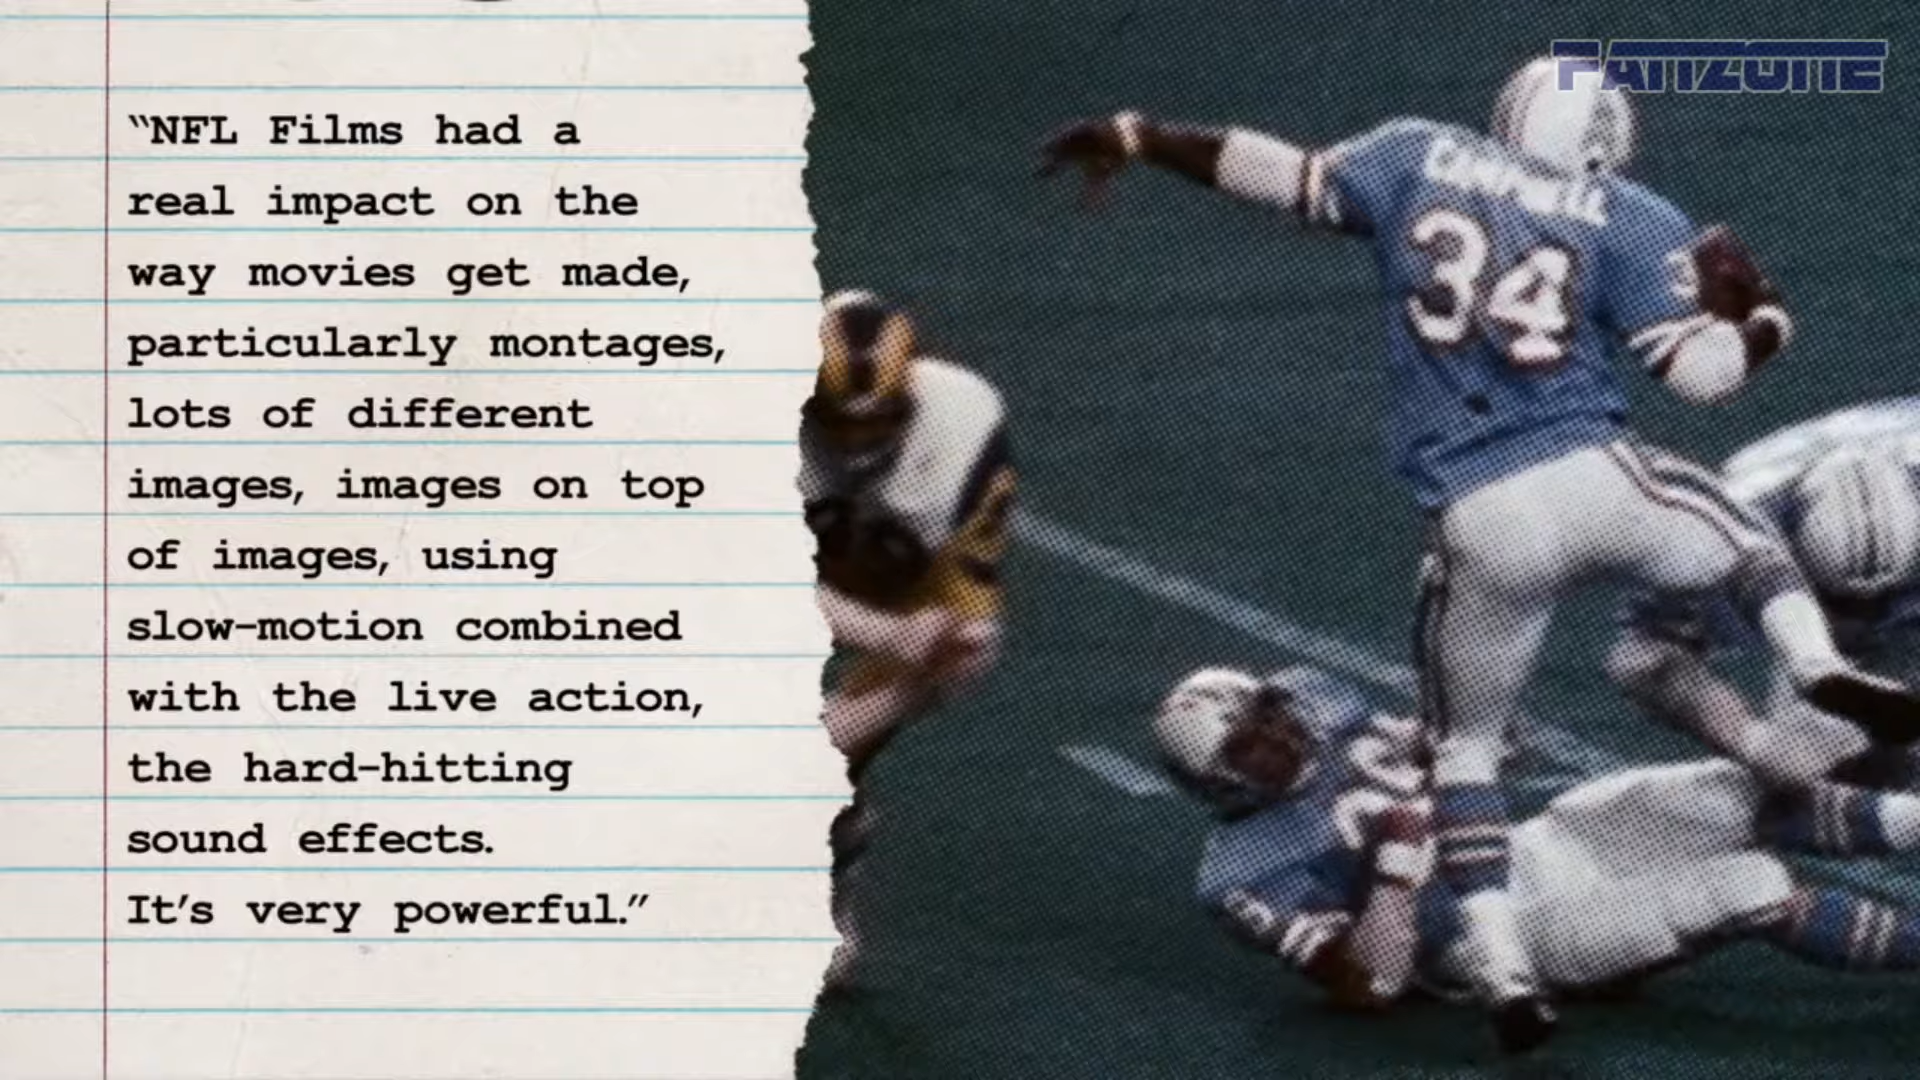 FANZONE
“NFL Films had a
real impact on the
way movies get made,
particularly montages,
lots of different
images, images on top
of images, using
slow-motion combined
with the live action,
the hard-hitting
sound effects.
It’s very powerful.”
CAMPBELL
34